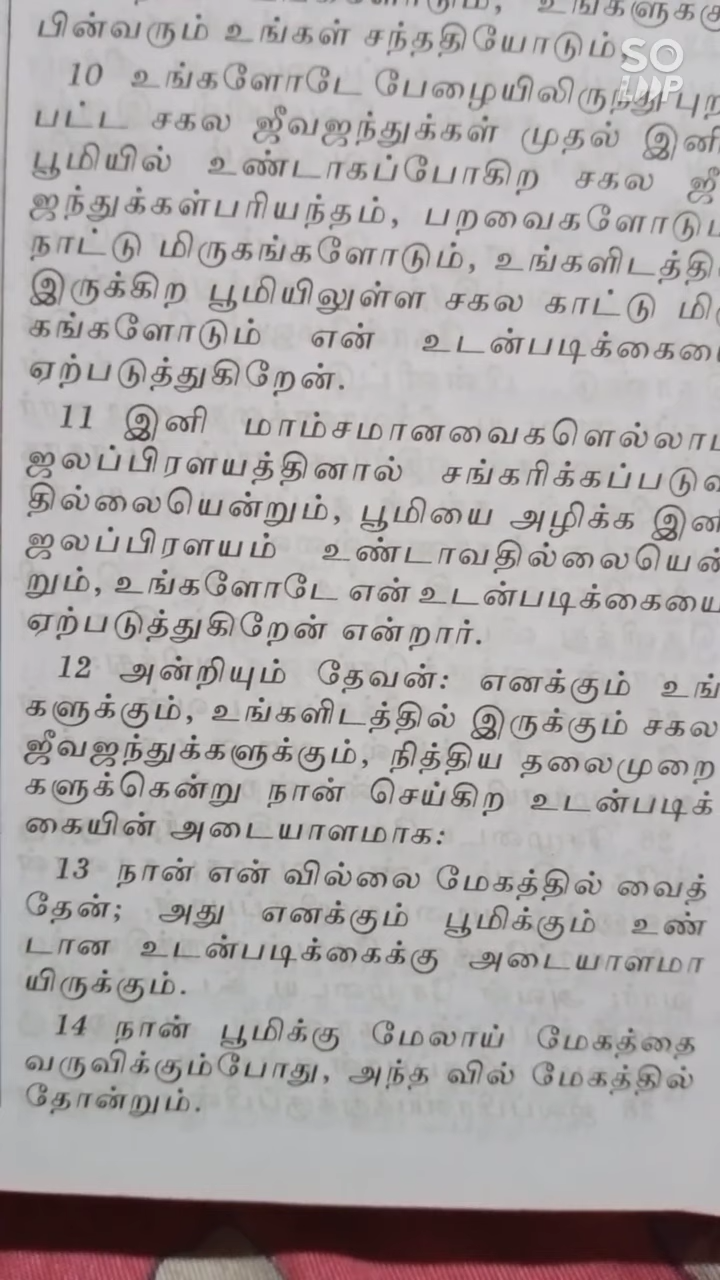 பின்வரும் உங்கள் சந்ததியோடும்,
10 உங்களோடே பேழையிலிருந்து புற
பட்ட சகல ஜீவஜந்துக்கள் முதல் இனி
பூமியில் உண்டாகப்போகிற சகல ஜீ
ஜந்துக்கள்பரியந்தம், பறவைகளோடும்
நாட்டு மிருகங்களோடும், உங்களிடத்தி
இருக்கிற பூமியிலுள்ள சகல காட்டு மி
கங்களோடும் என் உடன்படிக்கையை
ஏற்படுத்துகிறேன்.
11 இனி மாம்சமானவைகளெல்லாம்
ஜலப்பிரளயத்தினால் சங்கரிக்கப்படுவ
தில்லையென்றும், பூமியை அழிக்க இனி
ஜலப்பிரளயம் உண்டாவதில்லையென்
றும், உங்களோடே என் உடன்படிக்கையை
ஏற்படுத்துகிறேன் என்றார்.
12 அன்றியும் தேவன்: எனக்கும் உங்
களுக்கும், உங்களிடத்தில் இருக்கும் சகல
ஜீவஜந்துக்களுக்கும், நித்திய தலைமுறை
களுக்கென்று நான் செய்கிற உடன்படிக்
கையின் அடையாளமாக:
13 நான் என் வில்லை மேகத்தில் வைத்
தேன்; அது எனக்கும் பூமிக்கும் உண்
டான உடன்படிக்கைக்கு அடையாளமா
யிருக்கும்.
14 நான் பூமிக்கு மேலாய் மேகத்தை
வருவிக்கும்போது, அந்த வில் மேகத்தில்
தோன்றும்.